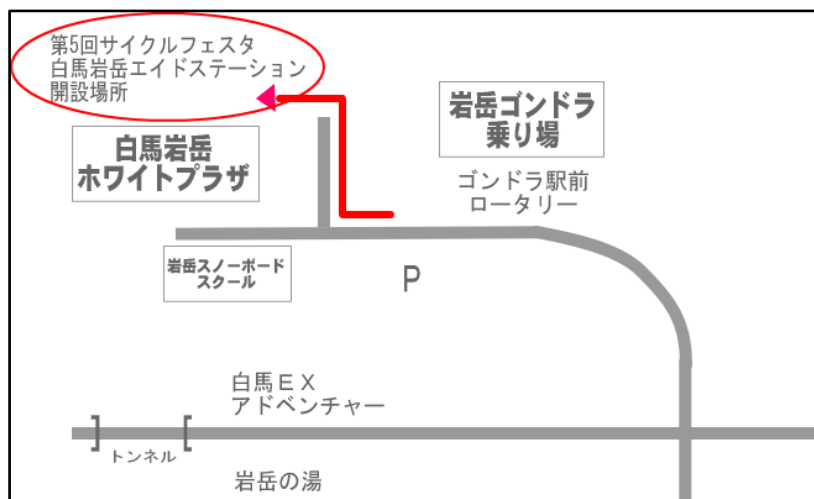 第5回サイクルフェスタ
白馬岩岳エイドステーション
開設場所
白馬岩岳
ホワイトプラザ
岩岳ゴンドラ
乗り場
ゴンドラ駅前
ロータリー
岩岳スノーボード
スクール
P
白馬ＥＸ
アドベンチャー
トンネル
岩岳の湯